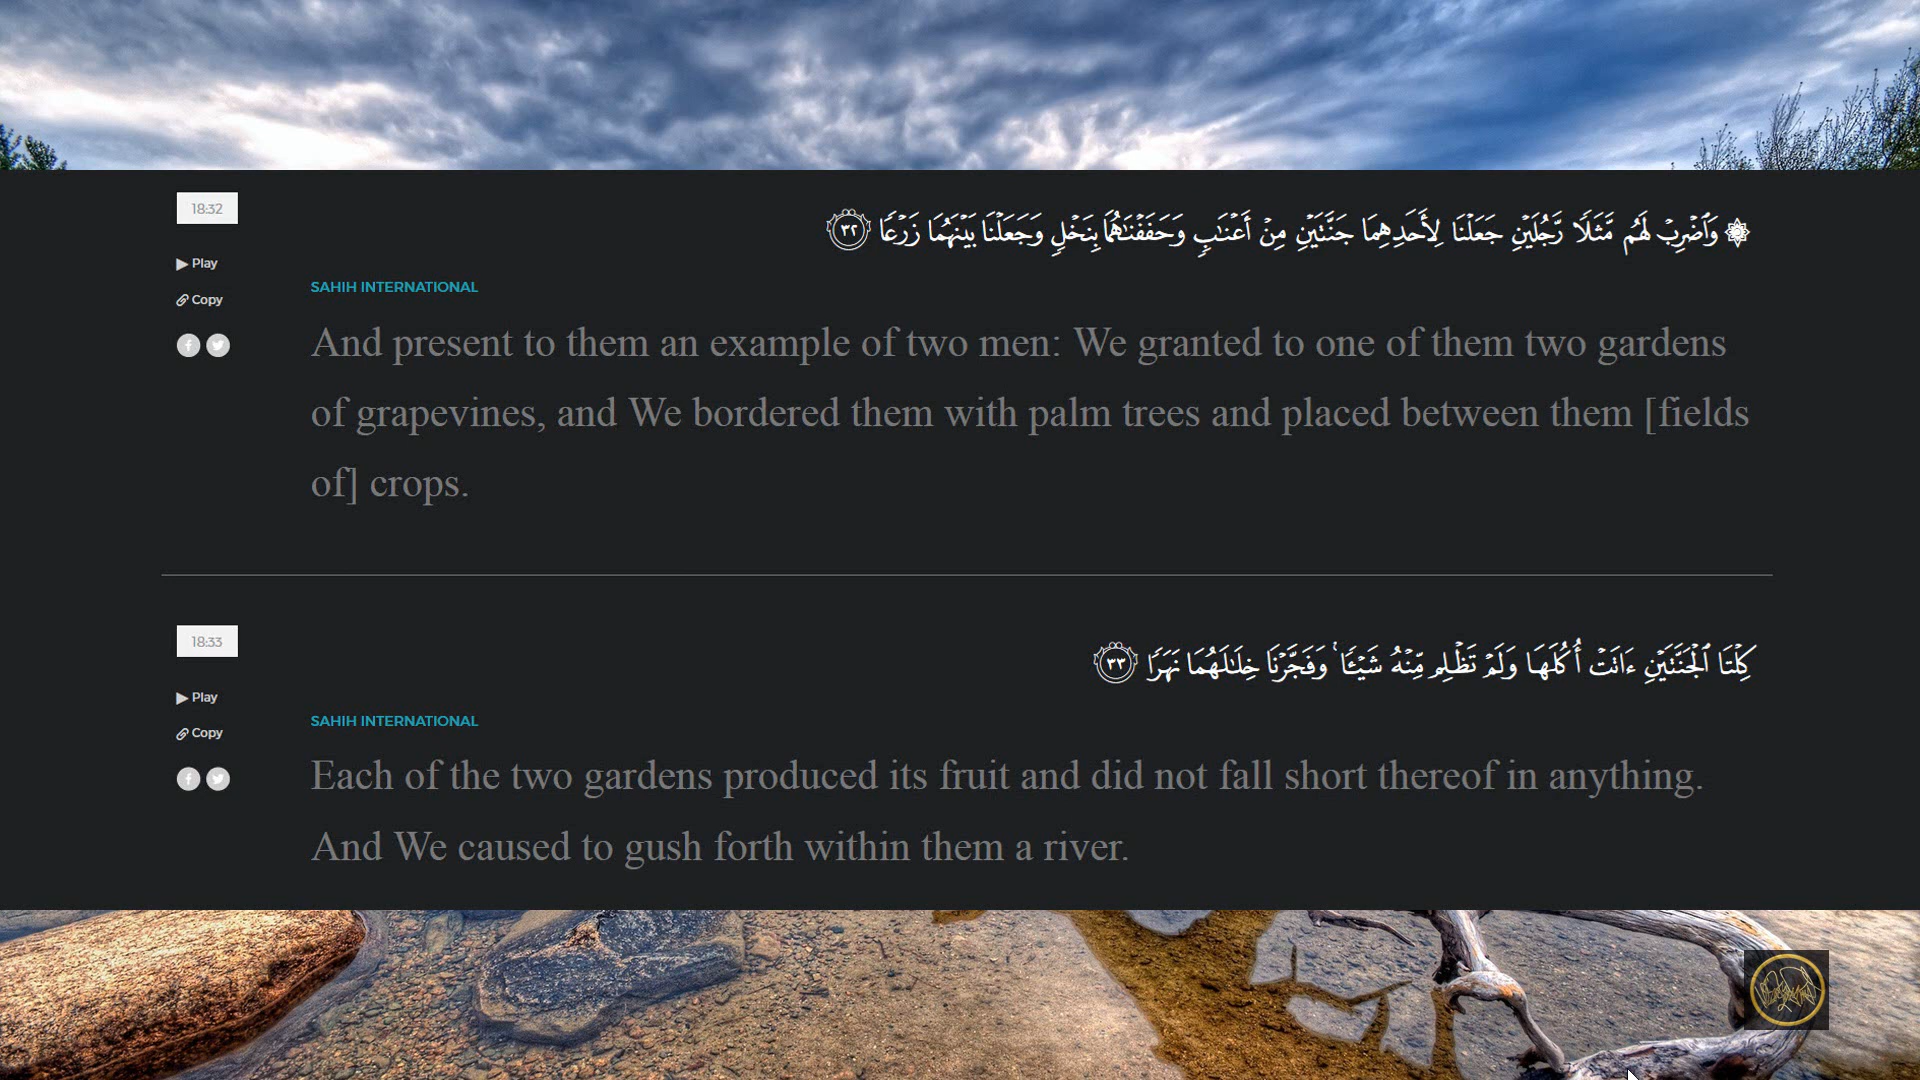 18:32
۞ وَٱضْرِبْ لَهُم مَّثَلًا رَّجُلَيْنِ جَعَلْنَا لِأَحَدِهِمَا جَنَّتَيْنِ مِنْ أَعْنَـٰبٍ وَحَفَفْنَـٰهُمَا بِنَخْلٍ وَجَعَلْنَا بَيْنَهُمَا زَرْعًا ٣٢
Play
Copy
SAHIH INTERNATIONAL
And present to them an example of two men: We granted to one of them two gardens
of grapevines, and We bordered them with palm trees and placed between them [fields
of] crops.
18:33
كِلْتَا ٱلْجَنَّتَيْنِ ءَاتَتْ أُكُلَهَا وَلَمْ تَظْلِم مِّنْهُ شَيْـًٔا ۚ وَفَجَّرْنَا خِلَـٰلَهُمَا نَهَرًا ٣٣
Play
Copy
SAHIH INTERNATIONAL
Each of the two gardens produced its fruit and did not fall short thereof in anything.
And We caused to gush forth within them a river.